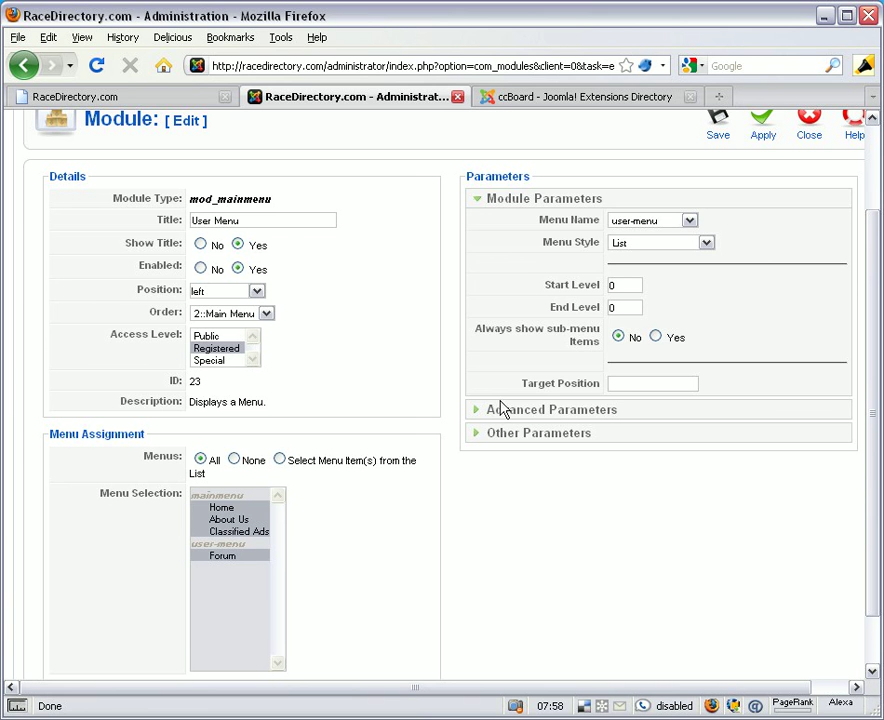 RaceDirectory.com - Administration - Mozilla Firefox
File Edit View History Delicious Bookmarks Tools Help
http://racedirectory.com/administrator/index.php?option=com_modules&client=0&task=e
Google
RaceDirectory.com
RaceDirectory.com - Administrat...
ccBoard - Joomla! Extensions Directory
Module: [ Edit ]
Save Apply Close Help
Details
Module Type: mod_mainmenu
Title: User Menu
Show Title: No Yes
Enabled: No Yes
Position: left
Order: 2::Main Menu
Access Level: Public
Registered
Special
ID: 23
Description: Displays a Menu.
Menu Assignment
Menus: All None Select Menu Item(s) from the
List
Menu Selection: mainmenu
Home
About Us
Classified Ads
user-menu
Forum
Parameters
Module Parameters
Menu Name user-menu
Menu Style List
Start Level 0
End Level 0
Always show sub-menu
Items No Yes
Target Position
Advanced Parameters
Other Parameters
Done 07:58 disabled PageRank Alexa